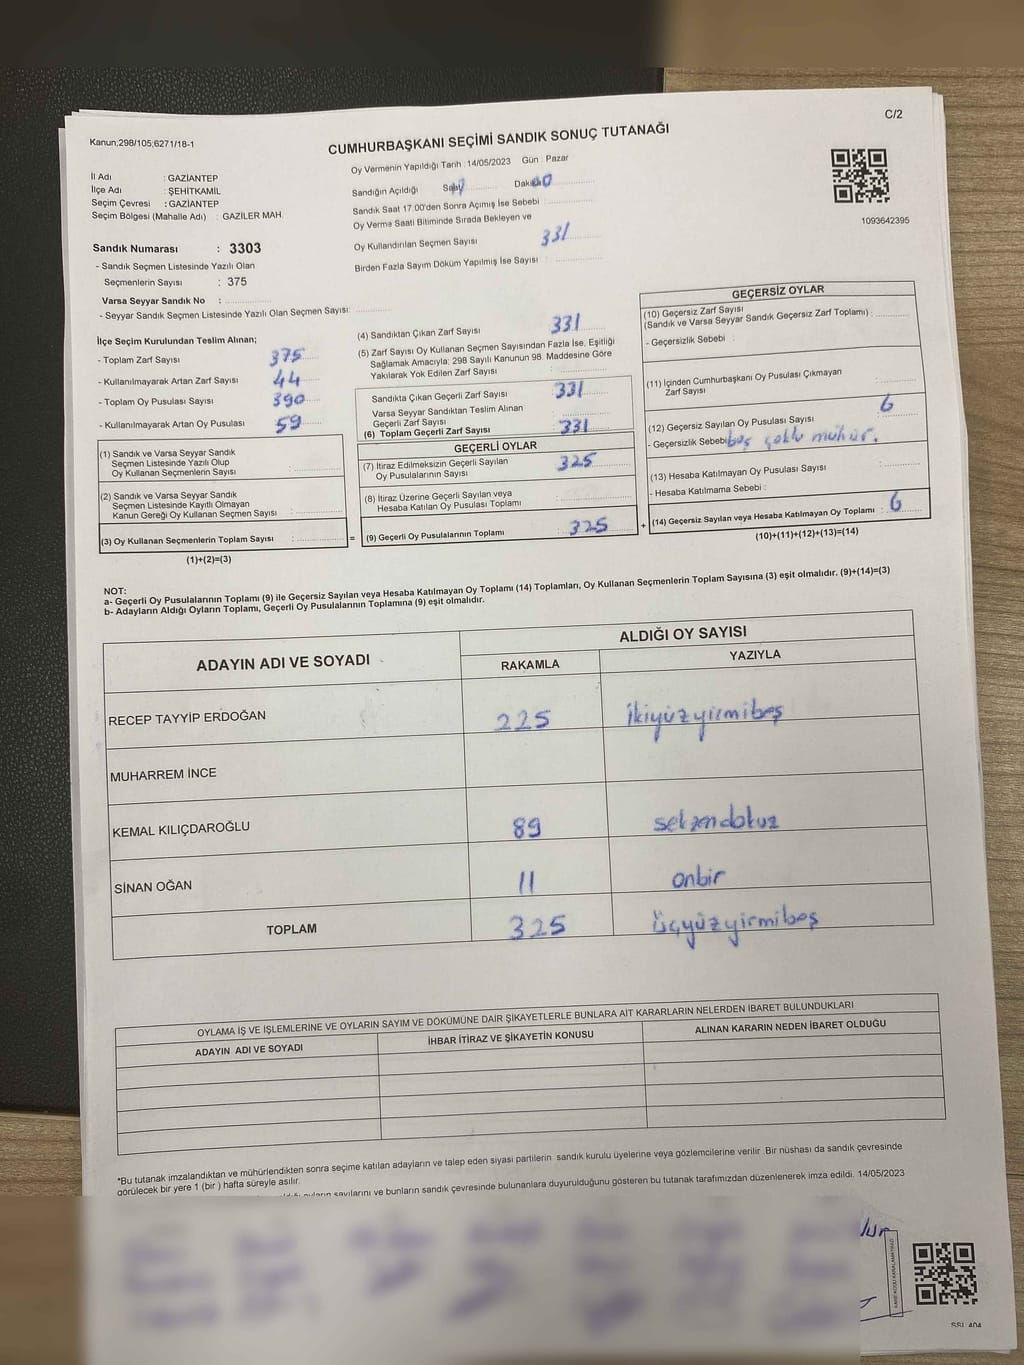 C/2
Kanun;298/105;6271/18-1
CUMHURBAŞKANI SEÇİMİ SANDIK SONUÇ TUTANAĞI
Oy Vermenin Yapıldığı Tarih : 14/05/2023 Gün : Pazar
İl Adı : GAZİANTEP
İlçe Adı : ŞEHİTKAMİL
Seçim Çevresi : GAZİANTEP
Seçim Bölgesi (Mahalle Adı) : GAZİLER MAH.
Sandığın Açıldığı
Sandık Saat 17.00'den Sonra Açımış İse Sebebi :
Oy Verme Saati Bitiminde Sırada Bekleyen ve
Oy Kullandırılan Seçmen Sayısı 331
Birden Fazla Sayım Döküm Yapılmış İse Sayısı :
1093642395
Sandık Numarası : 3303
- Sandık Seçmen Listesinde Yazılı Olan
Seçmenlerin Sayısı : 375
Varsa Seyyar Sandık No :
- Seyyar Sandık Seçmen Listesinde Yazılı Olan Seçmen Sayısı:
İlçe Seçim Kurulundan Teslim Alınan;
- Toplam Zarf Sayısı 375
- Kullanılmayarak Artan Zarf Sayısı 44
- Toplam Oy Pusulası Sayısı 390
- Kullanılmayarak Artan Oy Pusulası 59
(1) Sandık ve Varsa Seyyar Sandık
Seçmen Listesinde Yazılı Olup
Oy Kullanan Seçmenlerin Sayısı :
(2) Sandık ve Varsa Seyyar Sandık
Seçmen Listesinde Kayıtlı Olmayan
Kanun Gereği Oy Kullanan Seçmen Sayısı :
(3) Oy Kullanan Seçmenlerin Toplam Sayısı :
(1)+(2)=(3)
=
(4) Sandıktan Çıkan Zarf Sayısı 331
(5) Zarf Sayısı Oy Kullanan Seçmen Sayısından Fazla İse, Eşitliği
Sağlamak Amacıyla; 298 Sayılı Kanunun 98. Maddesine Göre
Yakılarak Yok Edilen Zarf Sayısı :
Sandıkta Çıkan Geçerli Zarf Sayısı 331
Varsa Seyyar Sandıktan Teslim Alınan
Geçerli Zarf Sayısı :
(6) Toplam Geçerli Zarf Sayısı 331
GEÇERLİ OYLAR
(7) İtiraz Edilmeksizin Geçerli Sayılan
Oy Pusulalarının Sayısı 325
(8) İtiraz Üzerine Geçerli Sayılan veya
Hesaba Katılan Oy Pusulası Toplamı :
(9) Geçerli Oy Pusulalarının Toplamı : 325
+
GEÇERSİZ OYLAR
(10) Geçersiz Zarf Sayısı
(Sandık ve Varsa Seyyar Sandık Geçersiz Zarf Toplamı) :
- Geçersizlik Sebebi :
(11) İçinden Cumhurbaşkanı Oy Pusulası Çıkmayan
Zarf Sayısı :
(12) Geçersiz Sayılan Oy Pusulası Sayısı : 6
- Geçersizlik Sebebi boş çoklu mühür.
(13) Hesaba Katılmayan Oy Pusulası Sayısı :
- Hesaba Katılmama Sebebi :
(14) Geçersiz Sayılan veya Hesaba Katılmayan Oy Toplamı : 6
(10)+(11)+(12)+(13)=(14)
NOT:
a- Geçerli Oy Pusulalarının Toplamı (9) ile Geçersiz Sayılan veya Hesaba Katılmayan Oy Toplamı (14) Toplamları, Oy Kullanan Seçmenlerin Toplam Sayısına (3) eşit olmalıdır. (9)+(14)=(3)
b- Adayların Aldığı Oyların Toplamı, Geçerli Oy Pusulalarının Toplamına (9) eşit olmalıdır.
ADAYIN ADI VE SOYADI
ALDIĞI OY SAYISI
RAKAMLA YAZIYLA
RECEP TAYYİP ERDOĞAN 225 ikiyüzyirmibeş
MUHARREM İNCE
KEMAL KILIÇDAROĞLU 89 seksendokuz
SİNAN OĞAN 11 onbir
TOPLAM 325 üçyüzyirmibeş
OYLAMA İŞ VE İŞLEMLERİNE VE OYLARIN SAYIM VE DÖKÜMÜNE DAİR ŞİKAYETLERLE BUNLARA AİT KARARLARIN NELERDEN İBARET BULUNDUKLARI
ADAYIN ADI VE SOYADI İHBAR İTİRAZ VE ŞİKAYETİN KONUSU ALINAN KARARIN NEDEN İBARET OLDUĞU
*Bu tutanak imzalandıktan ve mühürlendikten sonra seçime katılan adayların ve talep eden siyasi partilerin sandık kurulu üyelerine veya gözlemcilerine verilir Bir nüshası da sandık çevresinde
görülecek bir yere 1 (bir ) hafta süreyle asılır.
sayılarını ve bunların sandık çevresinde bulunanlara duyurulduğunu gösteren bu tutanak tarafımızdan düzenlenerek imza edildi. 14/05/2023